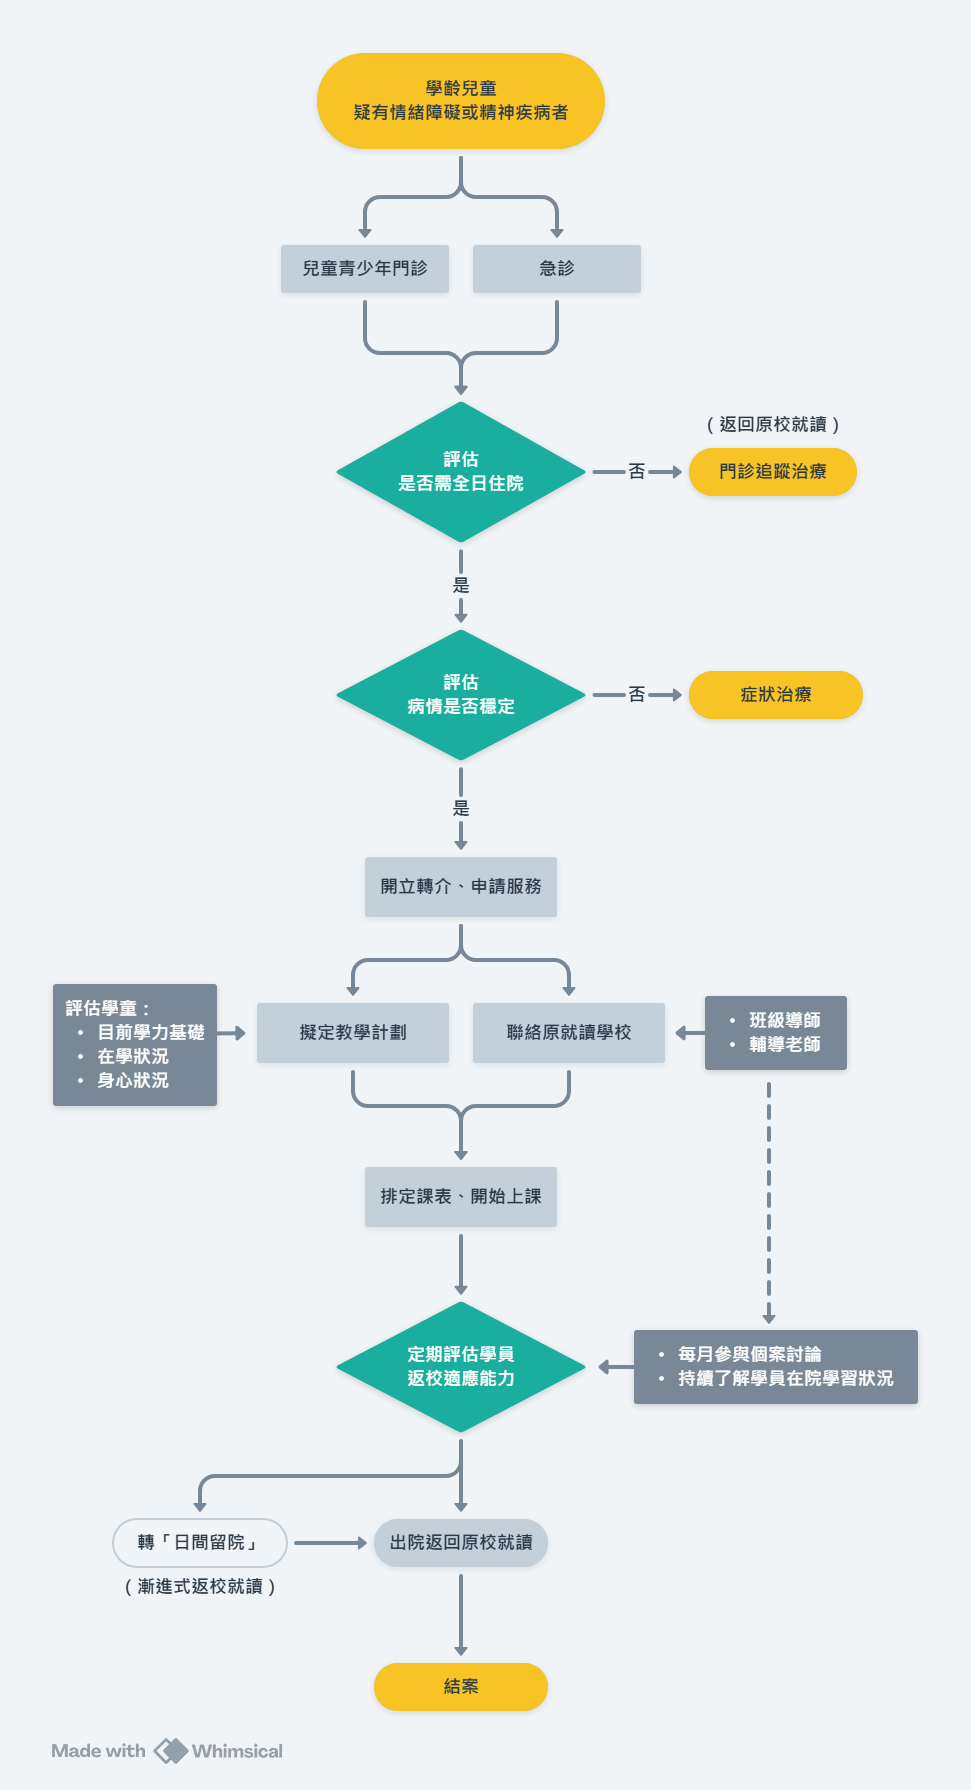 學齡兒童
疑有情緒障礙或精神疾病者
兒童青少年門診
急診
評估
是否需全日住院
否
(返回原校就讀)
門診追蹤治療
是
評估
病情是否穩定
否
症狀治療
是
開立轉介、申請服務
評估學童:
• 目前學力基礎
• 在學狀況
• 身心狀況
擬定教學計劃
聯絡原就讀學校
• 班級導師
• 輔導老師
排定課表、開始上課
定期評估學員
返校適應能力
• 每月參與個案討論
• 持續了解學員在院學習狀況
轉「日間留院」
(漸進式返校就讀)
出院返回原校就讀
結案
Made with Whimsical